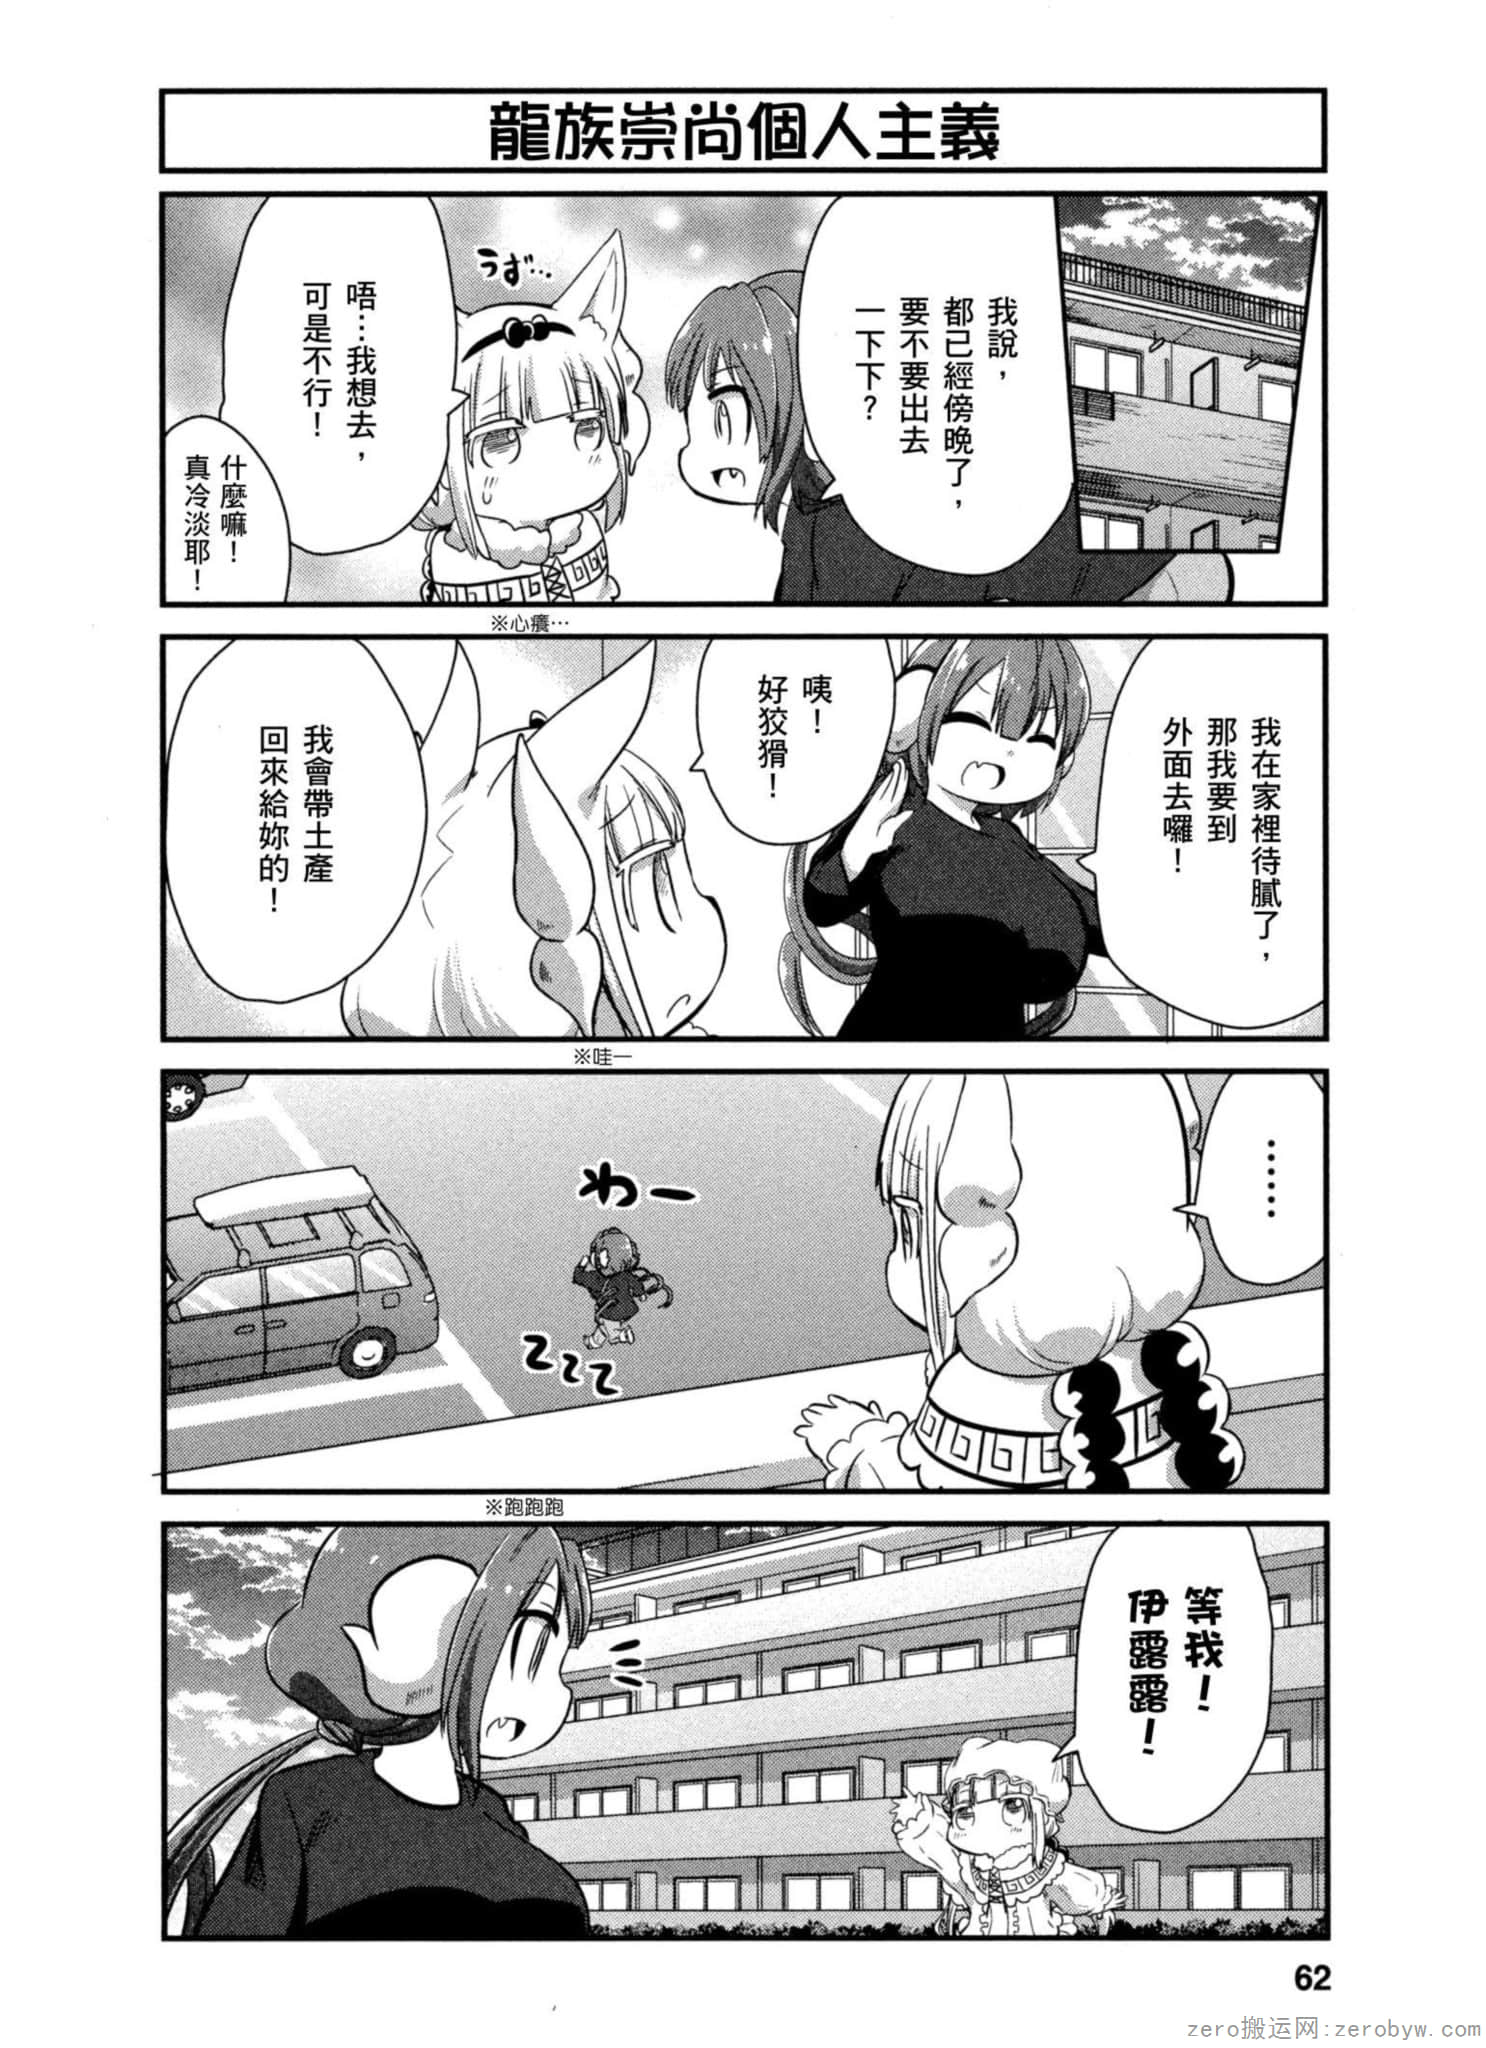 龍族崇尚個人主義
我說，
都已經傍晚了，
要不要出去
一下下？
うず…
唔…我想去，
可是不行！
什麼嘛！
真冷淡耶！
※心癢…
我在家裡待膩了，
那我要到
外面去囉！
咦！
好狡猾！
我會帶土產
回來給妳的！
※哇ー
……
わー
てててて
※跑跑跑
等我！
伊露露！
62
zero搬运网:zerobyw.com